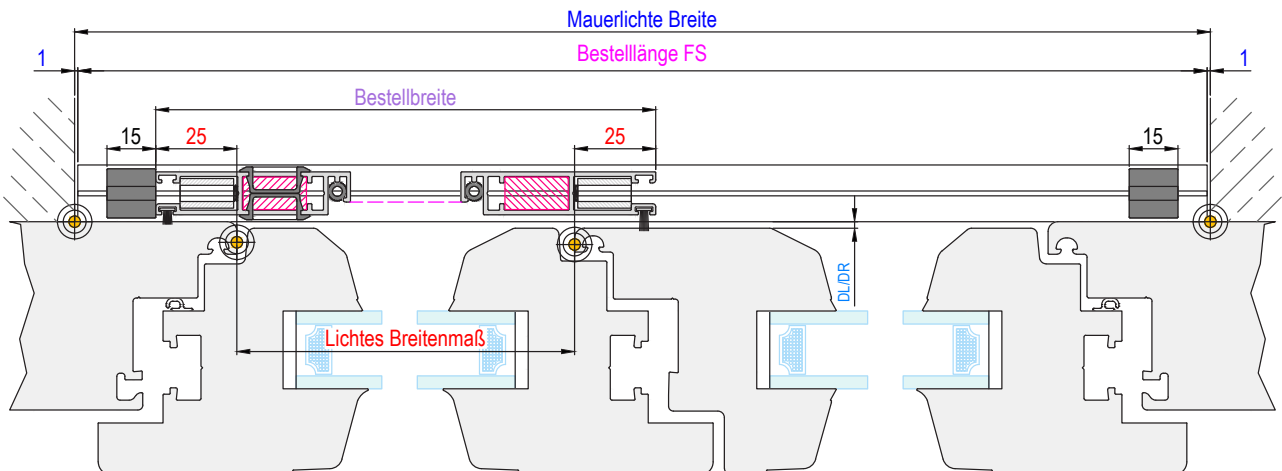 Mauerlichte Breite
1
Bestelllänge FS
1
Bestellbreite
15
25
25
15
DL/DR
Lichtes Breitenmaß